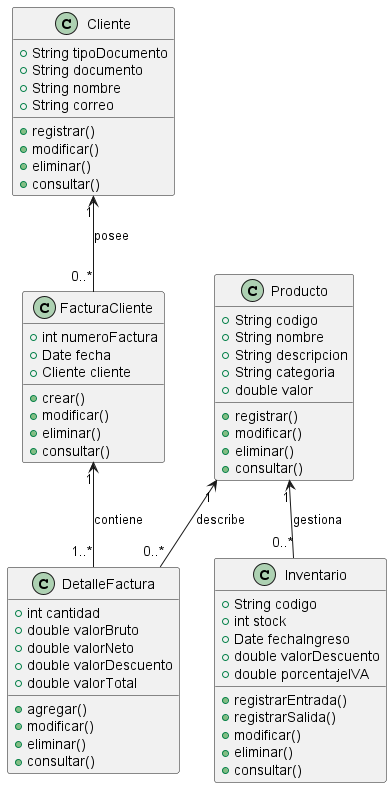 C Cliente
String tipoDocumento
String documento
String nombre
String correo
registrar()
modificar()
eliminar()
consultar()
1
posee
0..*
C FacturaCliente
int numeroFactura
Date fecha
Cliente cliente
crear()
modificar()
eliminar()
consultar()
C Producto
String codigo
String nombre
String descripcion
String categoria
double valor
registrar()
modificar()
eliminar()
consultar()
1
contiene
1..*
1
describe
0..*
1
gestiona
0..*
C DetalleFactura
int cantidad
double valorBruto
double valorNeto
double valorDescuento
double valorTotal
agregar()
modificar()
eliminar()
consultar()
C Inventario
String codigo
int stock
Date fechaIngreso
double valorDescuento
double porcentajeIVA
registrarEntrada()
registrarSalida()
modificar()
eliminar()
consultar()